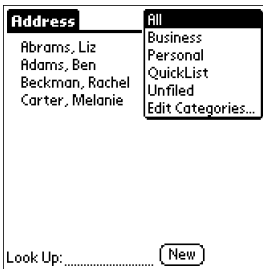 Address
Abrams, Liz
Adams, Ben
Beckman, Rachel
Carter, Melanie
All
Business
Personal
QuickList
Unfiled
Edit Categories...
Look Up:
New